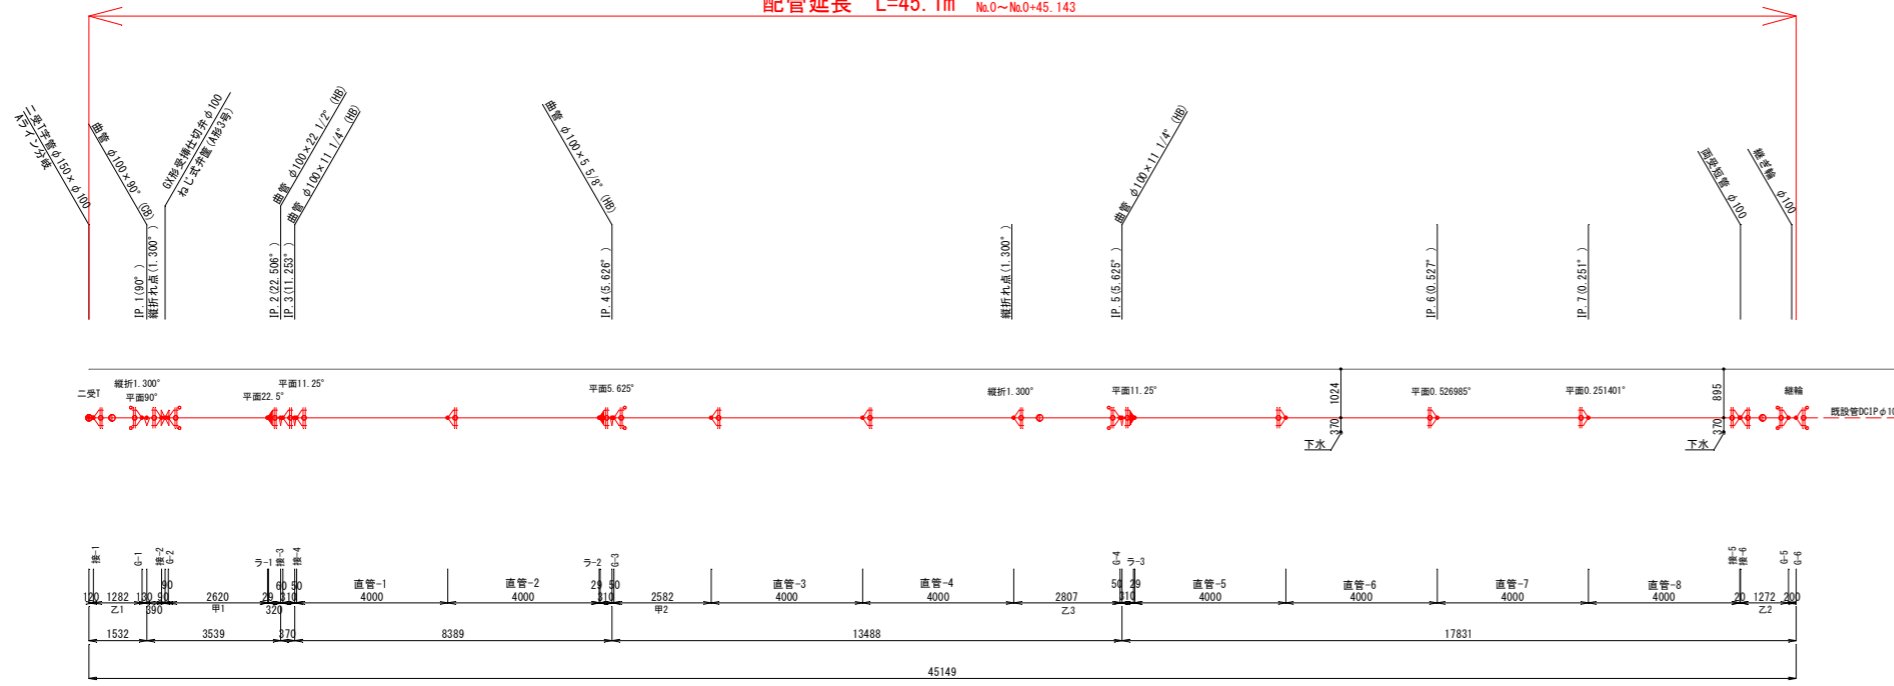 配管延長 L=45.1m №0～№0+45.143
二受T字管φ150×φ100
Aライン分岐
曲管 φ100×90° (CB)
GX形受挿仕切弁φ100
ねじ式弁筐(A形3号)
曲管 φ100×22 1/2° (HB)
曲管 φ100×11 1/4° (HB)
曲管 φ100×5 5/8° (HB)
曲管 φ100×11 1/4° (HB)
両受短管 φ100
継ぎ輪 φ100
IP.1(90° )
縦折れ点(1.300° )
IP.2(22.506° )
IP.3(11.253° )
IP.4(5.626° )
縦折れ点(1.300° )
IP.5(5.625° )
IP.6(0.527° )
IP.7(0.251° )
二受T
縦折1.300°
平面90°
平面22.5°
平面11.25°
平面5.625°
縦折1.300°
平面11.25°
1024
370
下水
平面0.526985°
平面0.251401°
895
370
下水
継輪
既設管DCIPφ10
接-1
G-1
接-2
G-2
ラ-1
接-3
接-4
直管-1
直管-2
ラ-2
G-3
直管-3
直管-4
G-4
ラ-3
直管-5
直管-6
直管-7
直管-8
接-5
接-6
G-5
G-6
120 1282 130 90 90 2620 29 60 310 50 4000 4000 29 310 50 2582 4000 4000 2807 50 310 29 4000 4000 4000 4000 20 1272 200
乙1 390 甲1 320 甲2 乙3 乙2
1532 3539 370 8389 13488 17831
45149